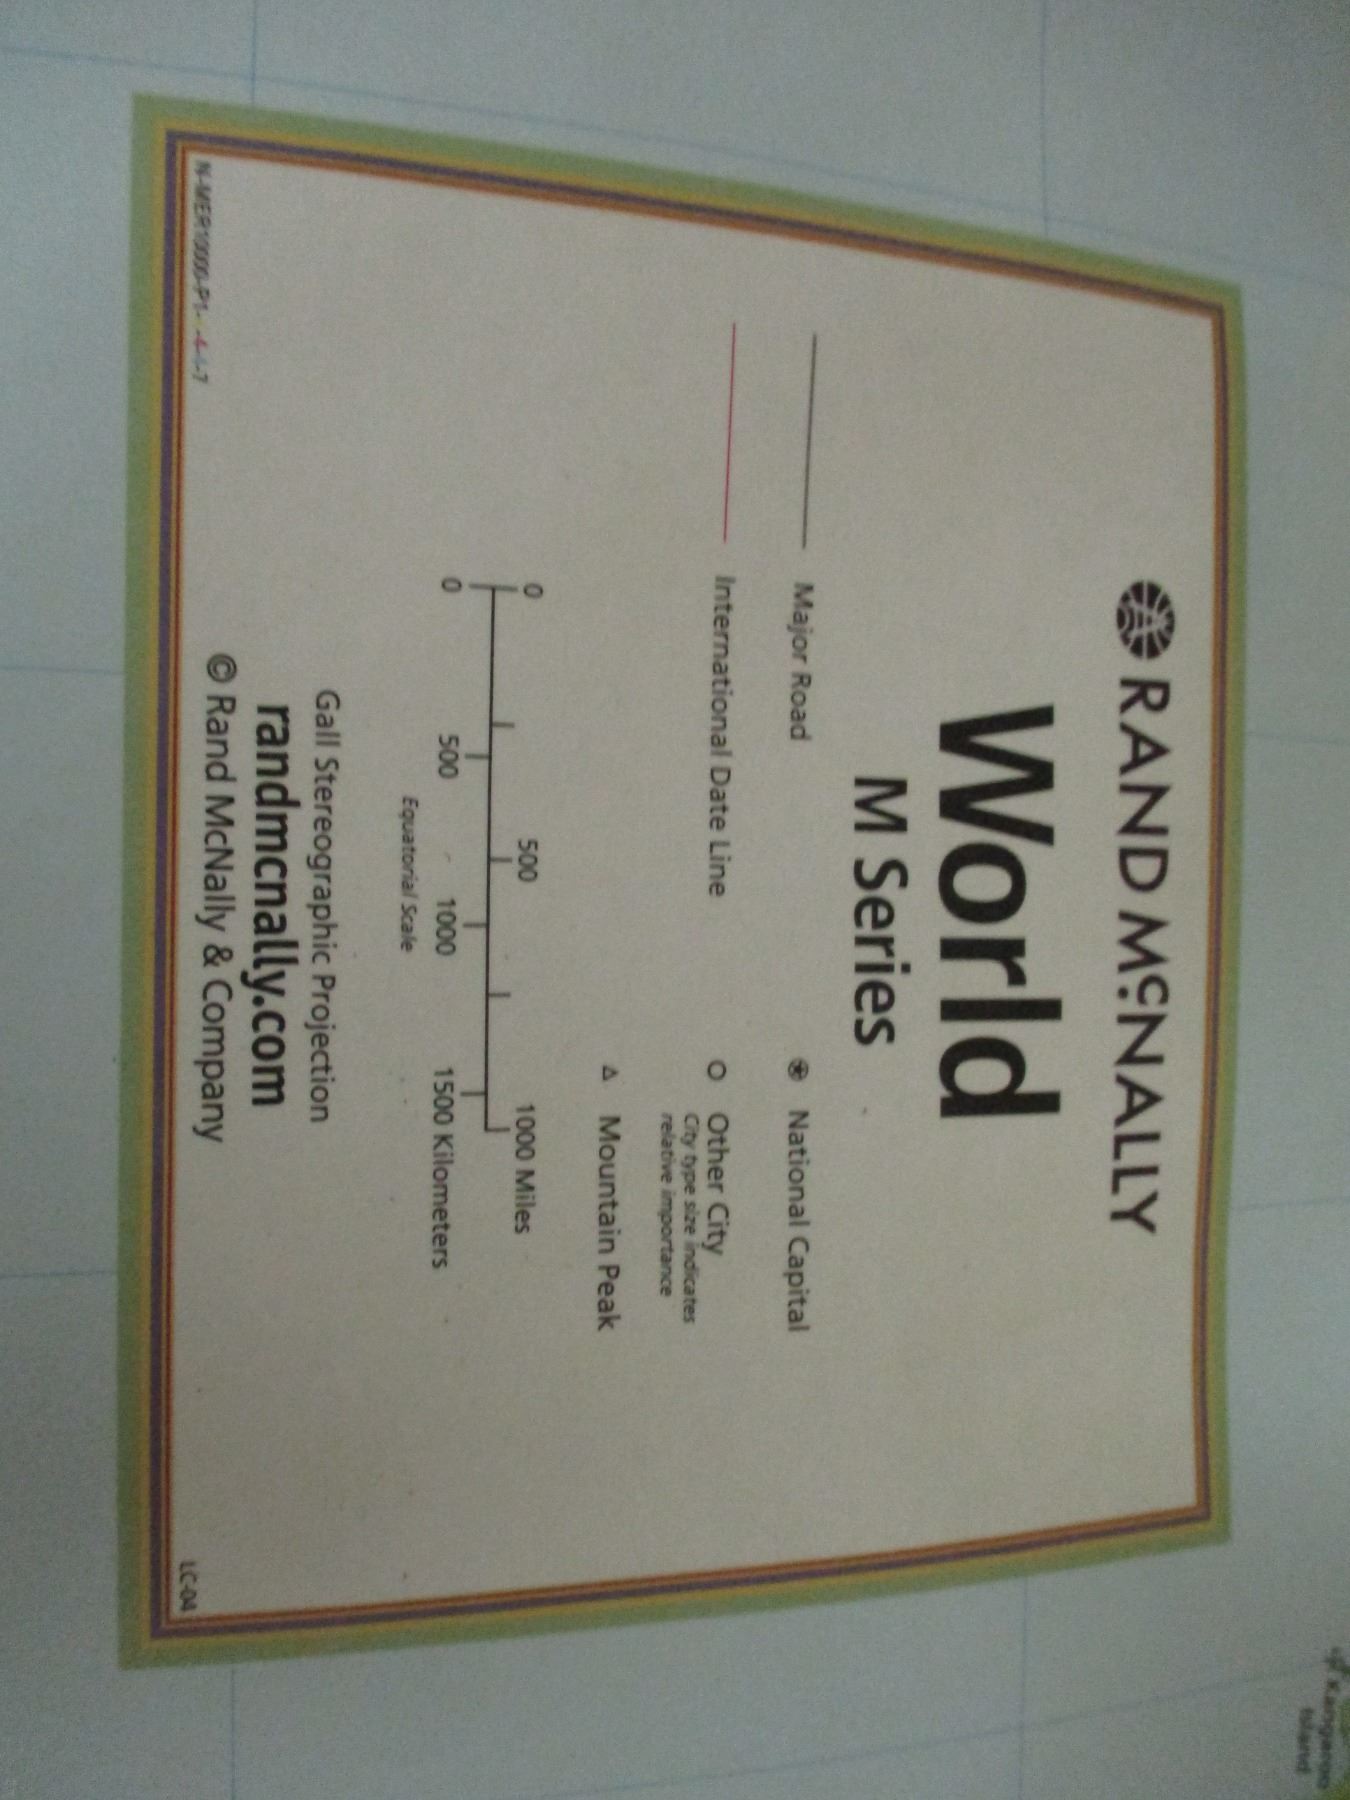 RAND McNALLY
World
M Series
Major Road
International Date Line
National Capital
Other City
City type size indicates
relative importance
Mountain Peak
0 500 1000 Miles
0 500 1000 1500 Kilometers
Equatorial Scale
Gall Stereographic Projection
randmcnally.com
© Rand McNally & Company
LC-04
Kangaroo
Island